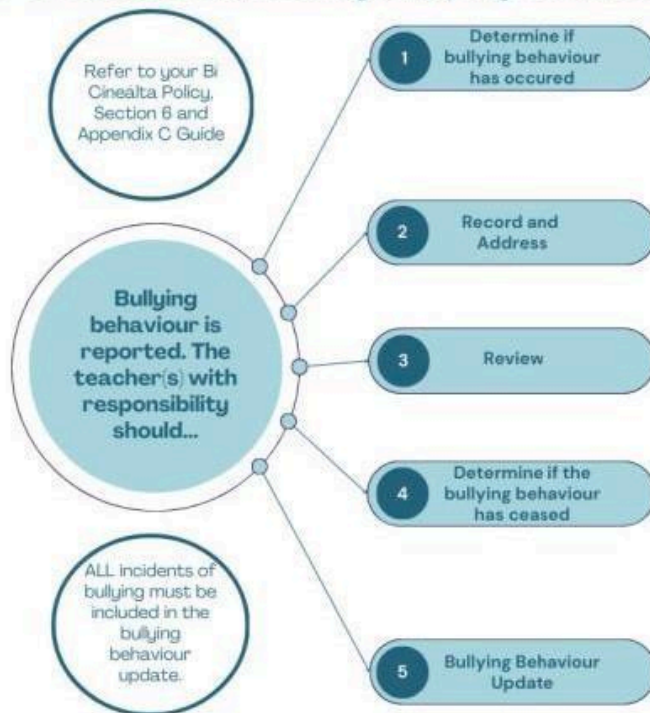 Refer to your Bi
Cinealta Policy,
Section 6 and
Appendix C Guide
Bullying
behaviour is
reported. The
teacher(s) with
responsibility
should...
ALL incidents of
bullying must be
included in the
bullying
behaviour
update.
1
Determine if
bullying behaviour
has occured
2
Record and
Address
3
Review
4
Determine if the
bullying behaviour
has ceased
5
Bullying Behaviour
Update